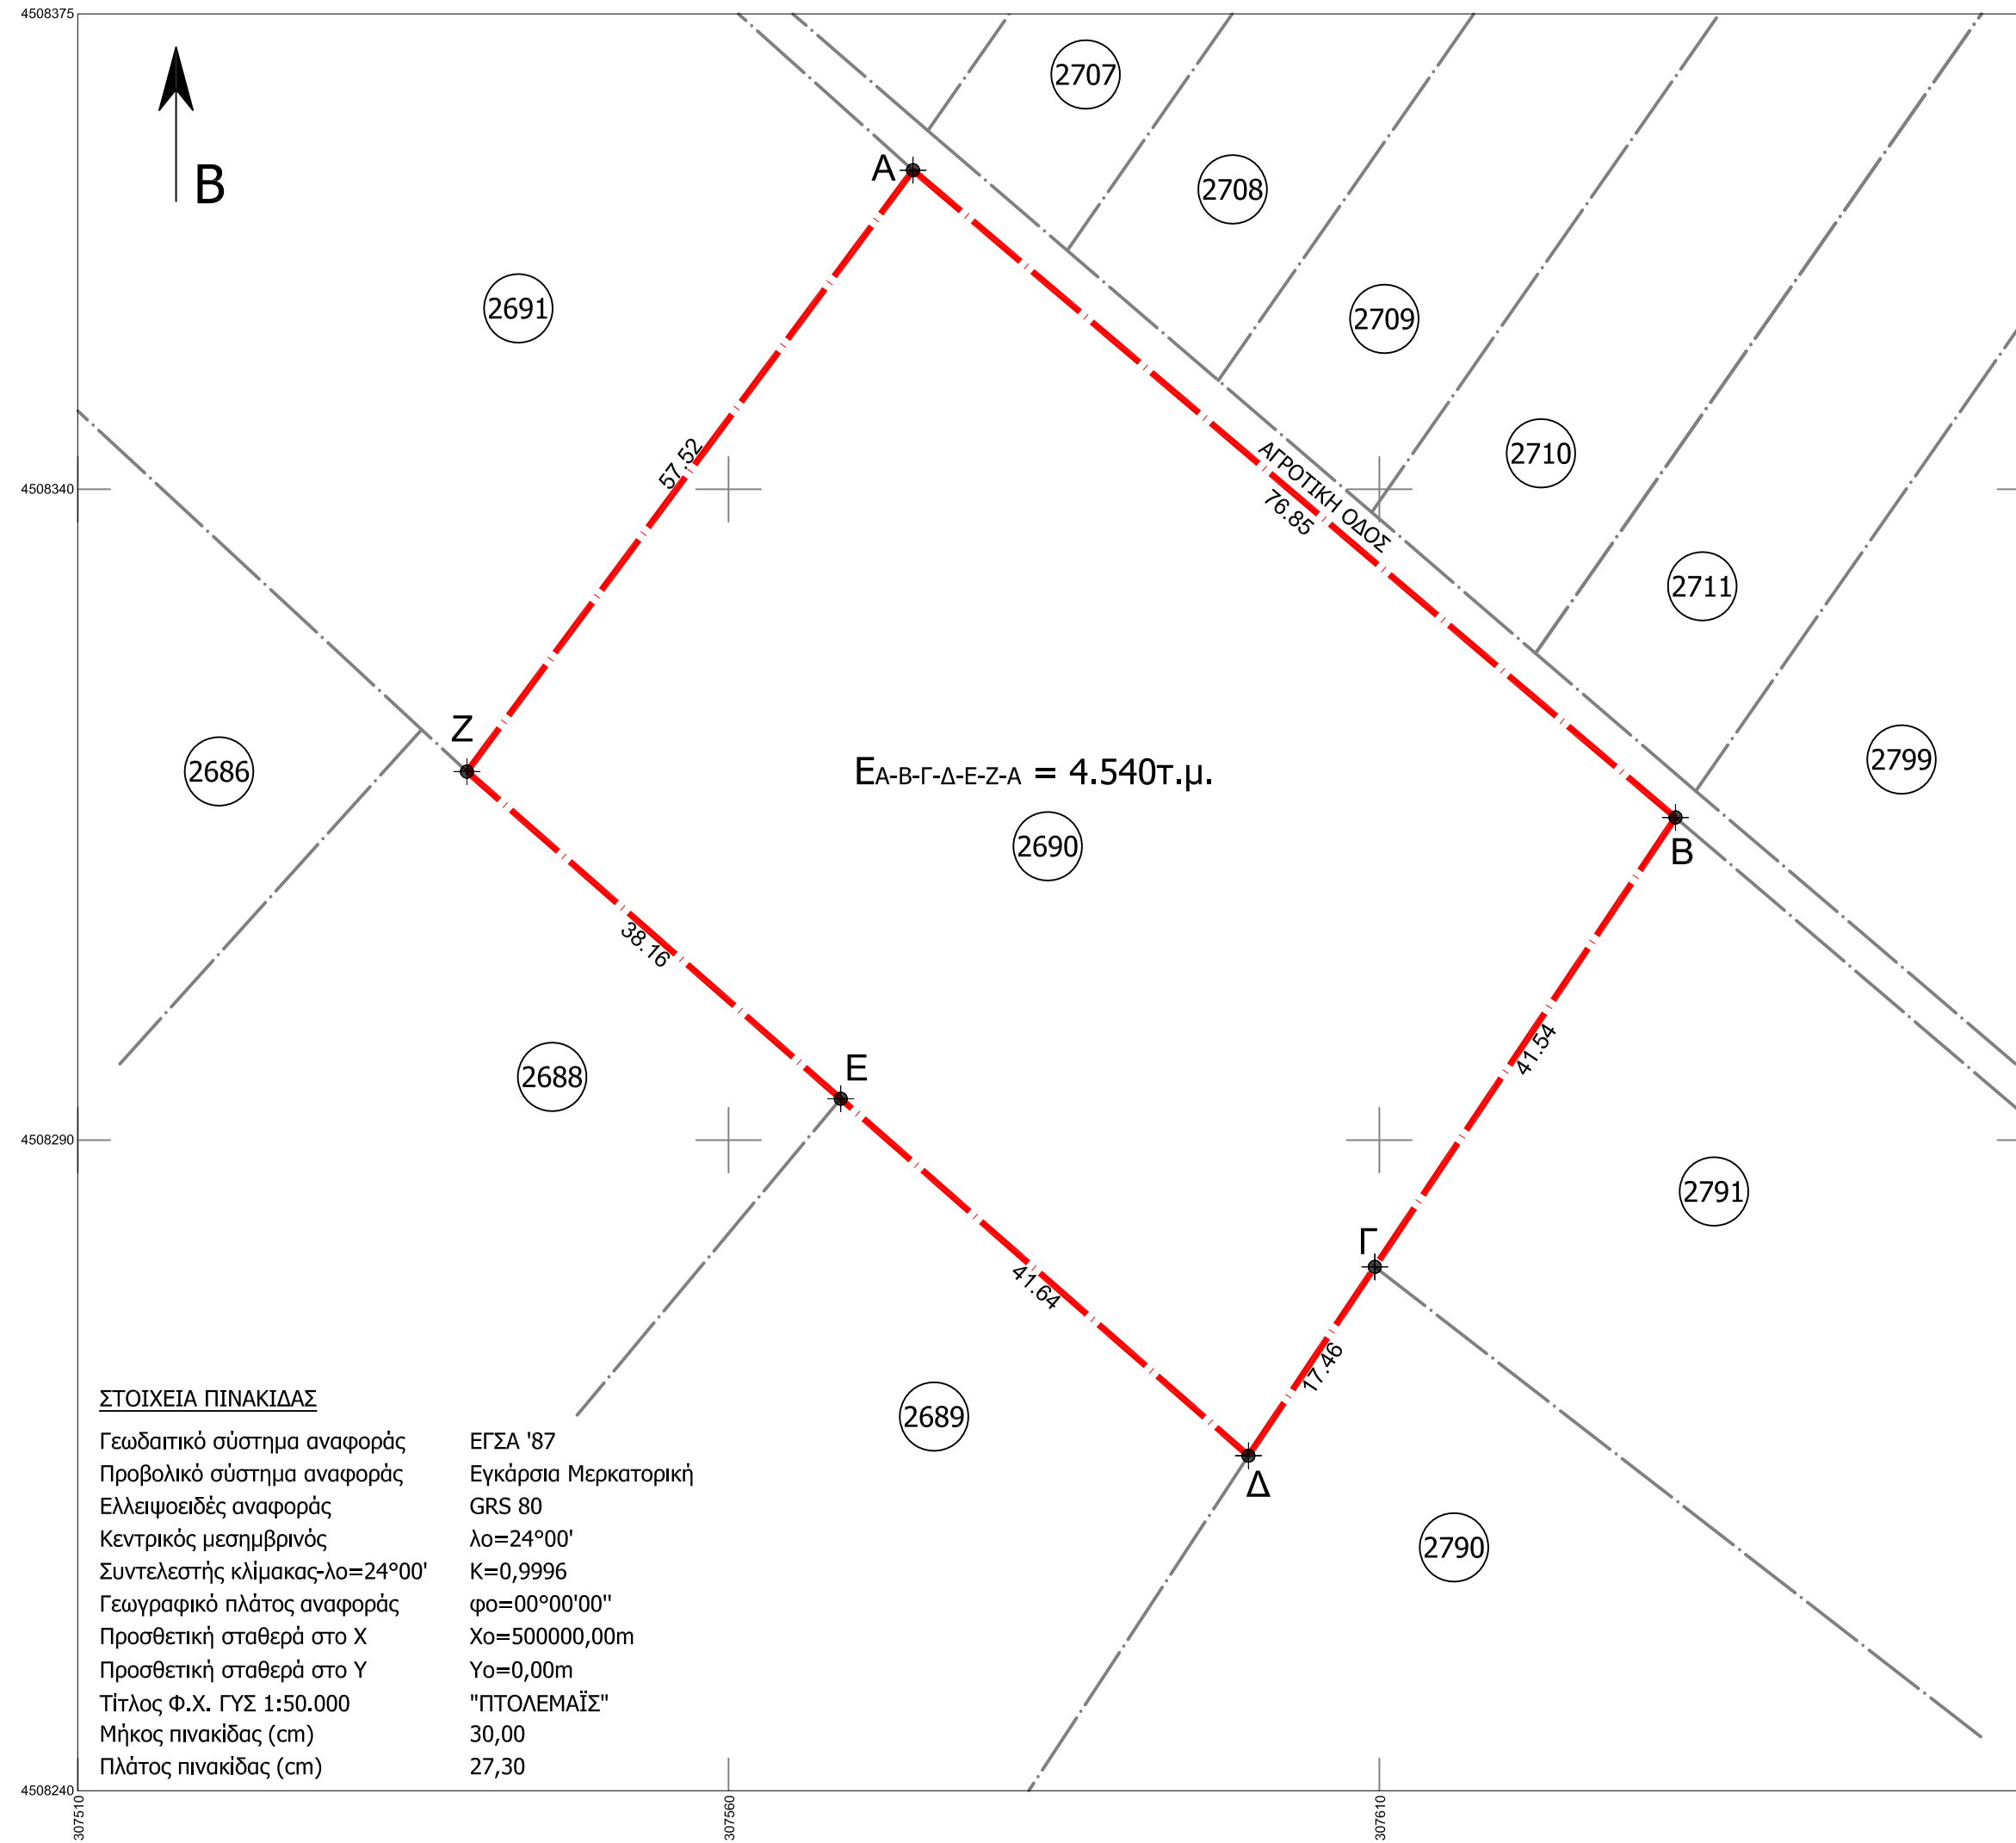 4508375
2707
B
A
2708
2691
2709
ΑΓΡΟΤΙΚΗ ΟΔΟΣ
2710
57.52
4508340
76.85
2711
Z
2686
EA-B-Γ-Δ-E-Z-A = 4.540τ.μ.
2799
2690
B
38.16
41.54
E
2688
4508290
2791
Γ
41.64
17.46
2689
Δ
2790
ΣΤΟΙΧΕΙΑ ΠΙΝΑΚΙΔΑΣ
Γεωδαιτικό σύστημα αναφοράς ΕΓΣΑ '87
Προβολικό σύστημα αναφοράς Εγκάρσια Μερκατορική
Ελλειψοειδές αναφοράς GRS 80
Κεντρικός μεσημβρινός λο=24°00'
Συντελεστής κλίμακας-λο=24°00' Κ=0,9996
Γεωγραφικό πλάτος αναφοράς φο=00°00'00''
Προσθετική σταθερά στο Χ Χο=500000,00m
Προσθετική σταθερά στο Υ Υο=0,00m
Τίτλος Φ.Χ. ΓΥΣ 1:50.000 "ΠΤΟΛΕΜΑΪΣ"
Μήκος πινακίδας (cm) 30,00
Πλάτος πινακίδας (cm) 27,30
4508240
307510
307560
307610